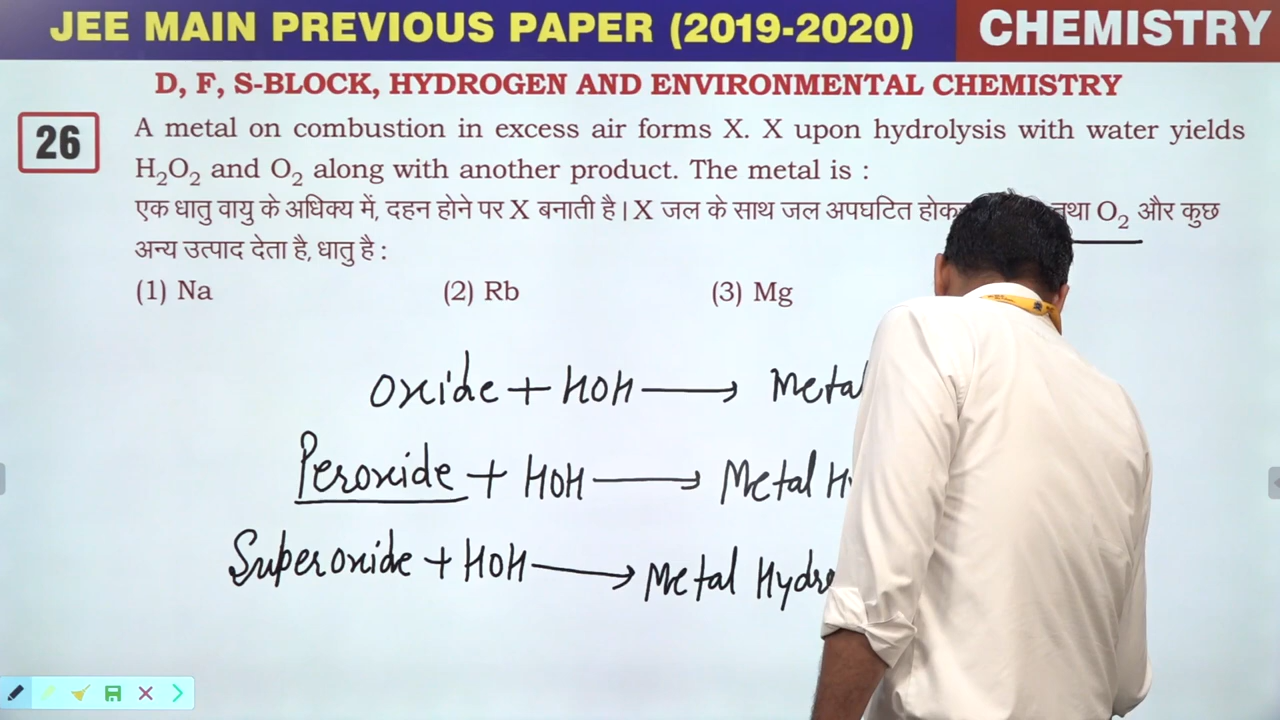 JEE MAIN PREVIOUS PAPER (2019-2020)
CHEMISTRY
D, F, S-BLOCK, HYDROGEN AND ENVIRONMENTAL CHEMISTRY
26
A metal on combustion in excess air forms X. X upon hydrolysis with water yields
H₂O₂ and O₂ along with another product. The metal is :
एक धातु वायु के अधिक्य में, दहन होने पर X बनाती है। X जल के साथ जल अपघटित तथा O₂ और कुछ
अन्य उत्पाद देता है, धातु है :
(1) Na (2) Rb (3) Mg
Oxide + HOH ⟶ Metal
Peroxide + HOH ⟶ Metal
Superoxide + HOH ⟶ Metal